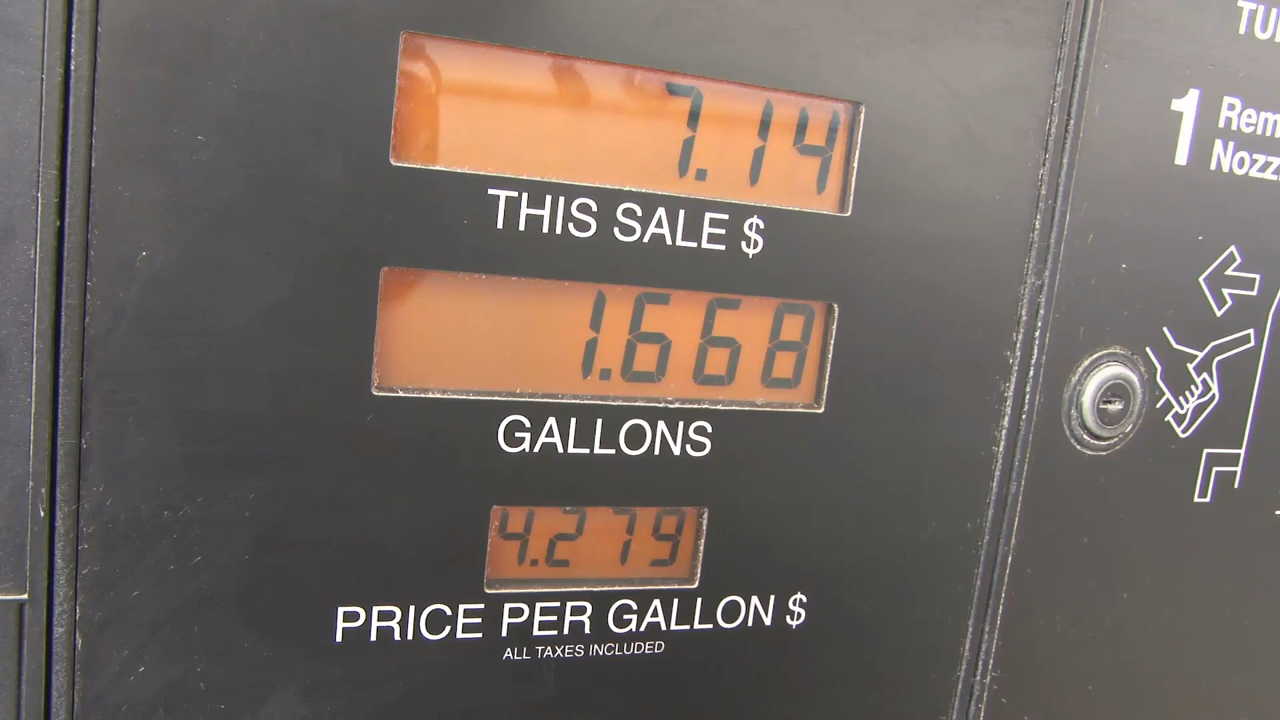 7.14
THIS SALE $
1.668
GALLONS
4.279
PRICE PER GALLON $
ALL TAXES INCLUDED
1